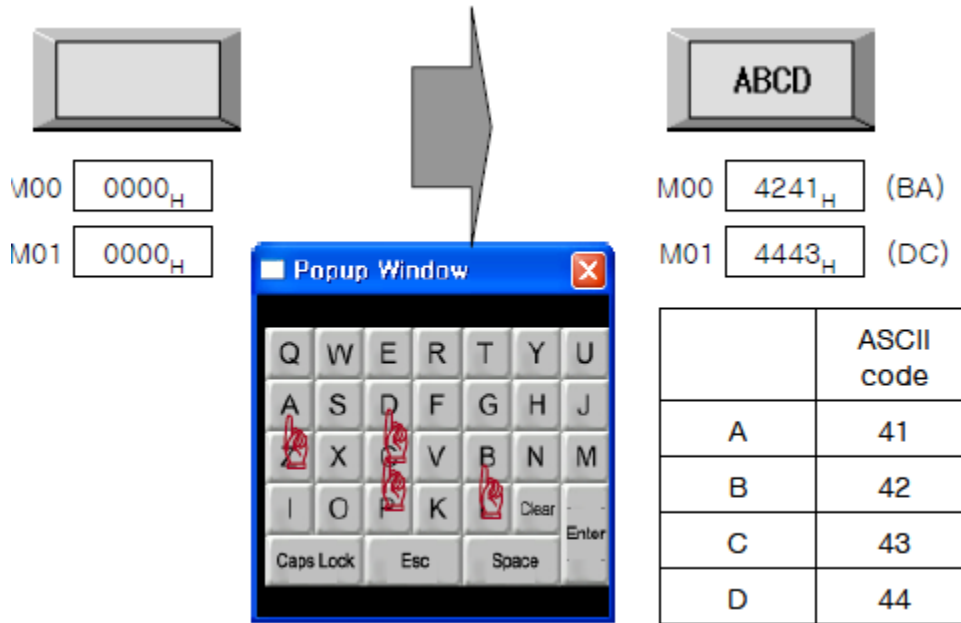 ABCD
M00 0000H
M01 0000H
M00 4241H (BA)
M01 4443H (DC)
Popup Window
Q W E R T Y U
A S D F G H J
X V B N M
I O P K Clear
Enter
Caps Lock Esc Space
ASCII
code
A 41
B 42
C 43
D 44